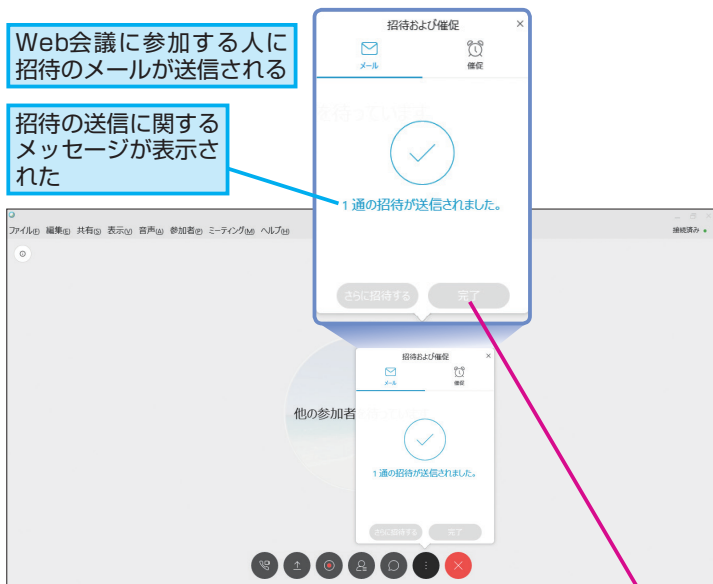 Web会議に参加する人に
招待のメールが送信される
招待の送信に関する
メッセージが表示さ
れた
招待および催促 ×
メール 催促
待っています
1 通の招待が送信されました。
さらに招待する 完了
ファイル(F) 編集(E) 共有(S) 表示(V) 音声(A) 参加者(P) ミーティング(M) ヘルプ(H)
接続済み
他の参加者
招待および催促 ×
メール 催促
1 通の招待が送信されました。
さらに招待する 完了